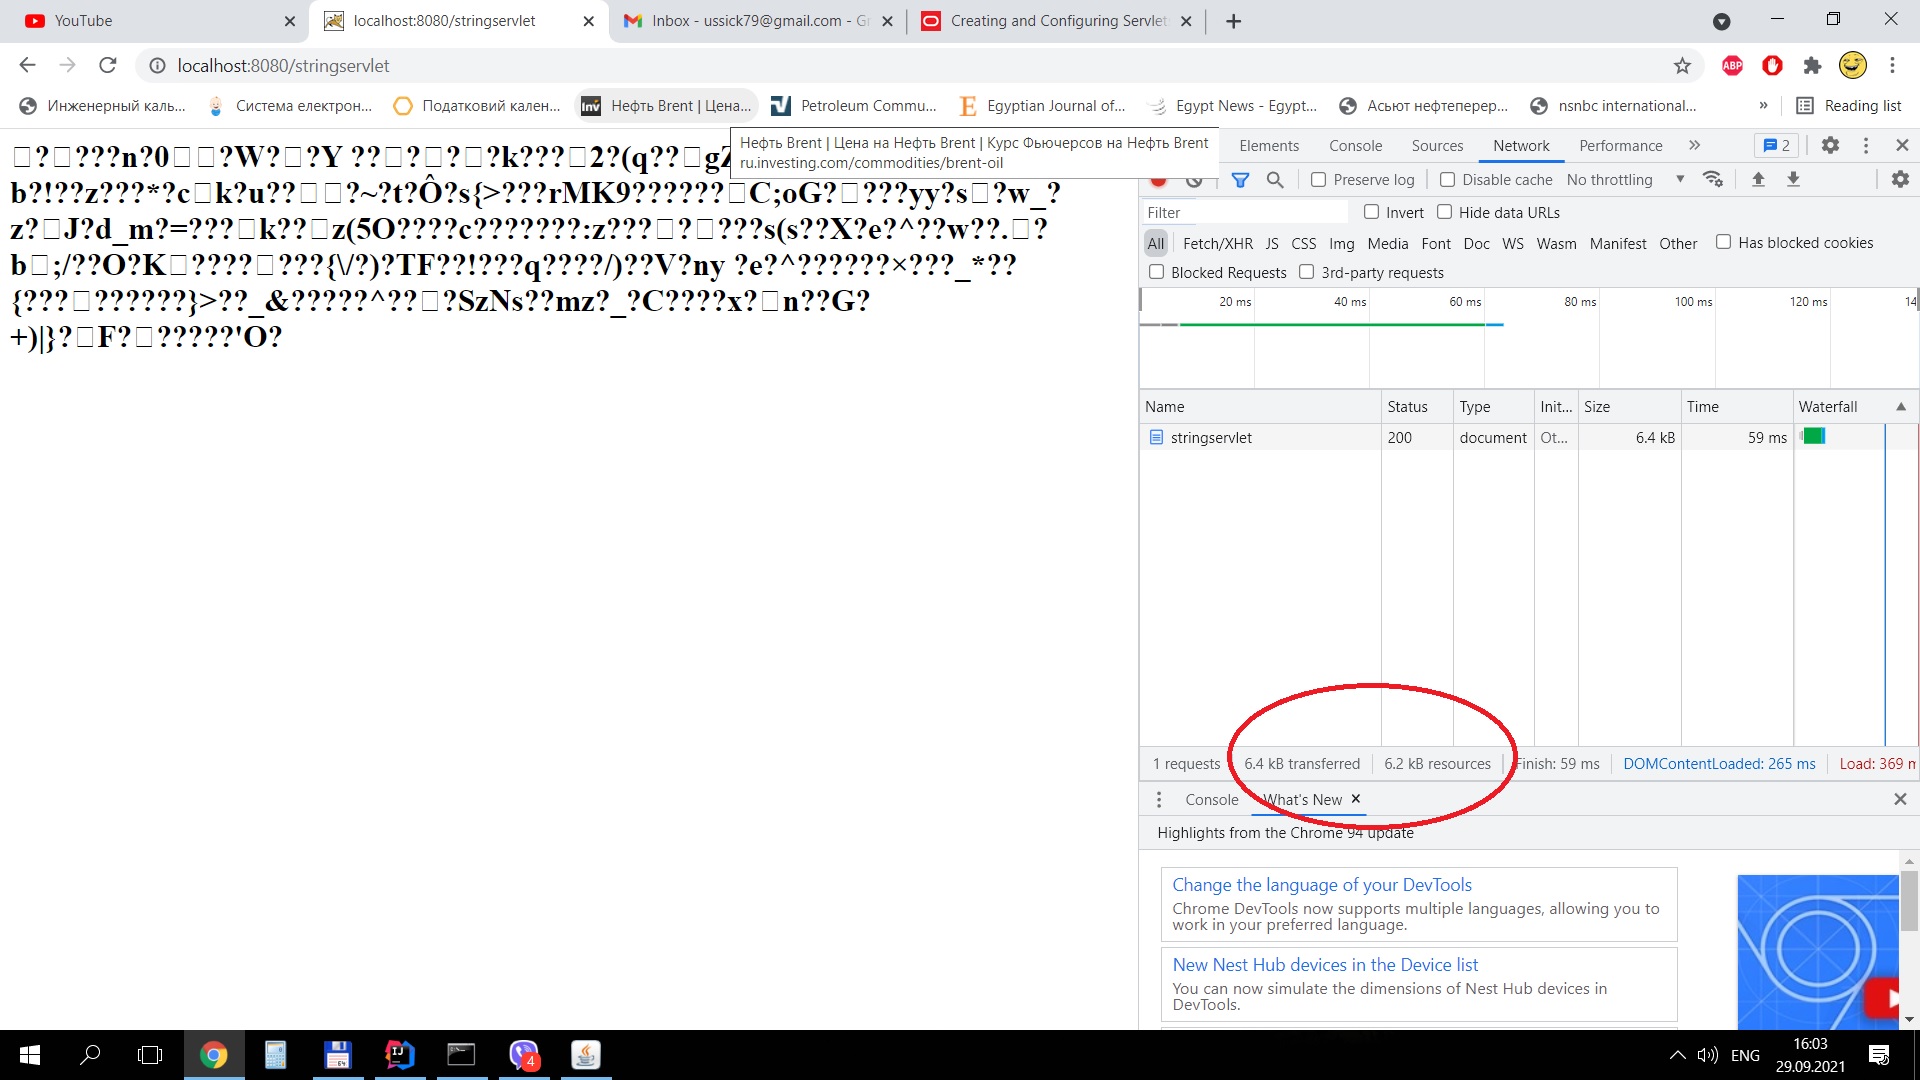 YouTube
localhost:8080/stringservlet
Inbox - ussick79@gmail.com - G
Creating and Configuring Servlet
localhost:8080/stringservlet
ABP
Инженерный каль...
Система електрон...
Податковий кален...
Inv Нефть Brent | Цена...
Petroleum Commu...
Egyptian Journal of...
Egypt News - Egypt...
Асьют нефтеперер...
nsnbc international...
»
Reading list
Нефть Brent | Цена на Нефть Brent | Курс Фьючерсов на Нефть Brent
ru.investing.com/commodities/brent-oil
□?□???n?0□□?W?□?Y ??□?□?□?k???□2?(q??□g
b?!??z???*?c□k?u??□□?~?t?Ô?s{>???rMK9??????□C;oG?□???yy?s□?w_?
z?□J?d_m?=???□k??□z(5O????c???????:z???□?□???s(s??X?e?^??w??.□?
b□;/??O?K□????□???{\/?)?TF??!???q????/)??V?ny ?e?^??????×???_*??
{???□??????}>??_&?????^??□?SzNs??mz?_?C????x?□n??G?
+)|}?□F?□?????'O?
Elements Console Sources Network Performance » 2
Preserve log Disable cache No throttling
Filter Invert Hide data URLs
All Fetch/XHR JS CSS Img Media Font Doc WS Wasm Manifest Other Has blocked cookies
Blocked Requests 3rd-party requests
20 ms 40 ms 60 ms 80 ms 100 ms 120 ms 14
Name Status Type Init... Size Time Waterfall
stringservlet 200 document Ot... 6.4 kB 59 ms
1 requests 6.4 kB transferred 6.2 kB resources Finish: 59 ms DOMContentLoaded: 265 ms Load: 369 m
Console What's New
Highlights from the Chrome 94 update
Change the language of your DevTools
Chrome DevTools now supports multiple languages, allowing you to
work in your preferred language.
New Nest Hub devices in the Device list
You can now simulate the dimensions of Nest Hub devices in
DevTools.
64
IJ
4
ENG
16:03
29.09.2021